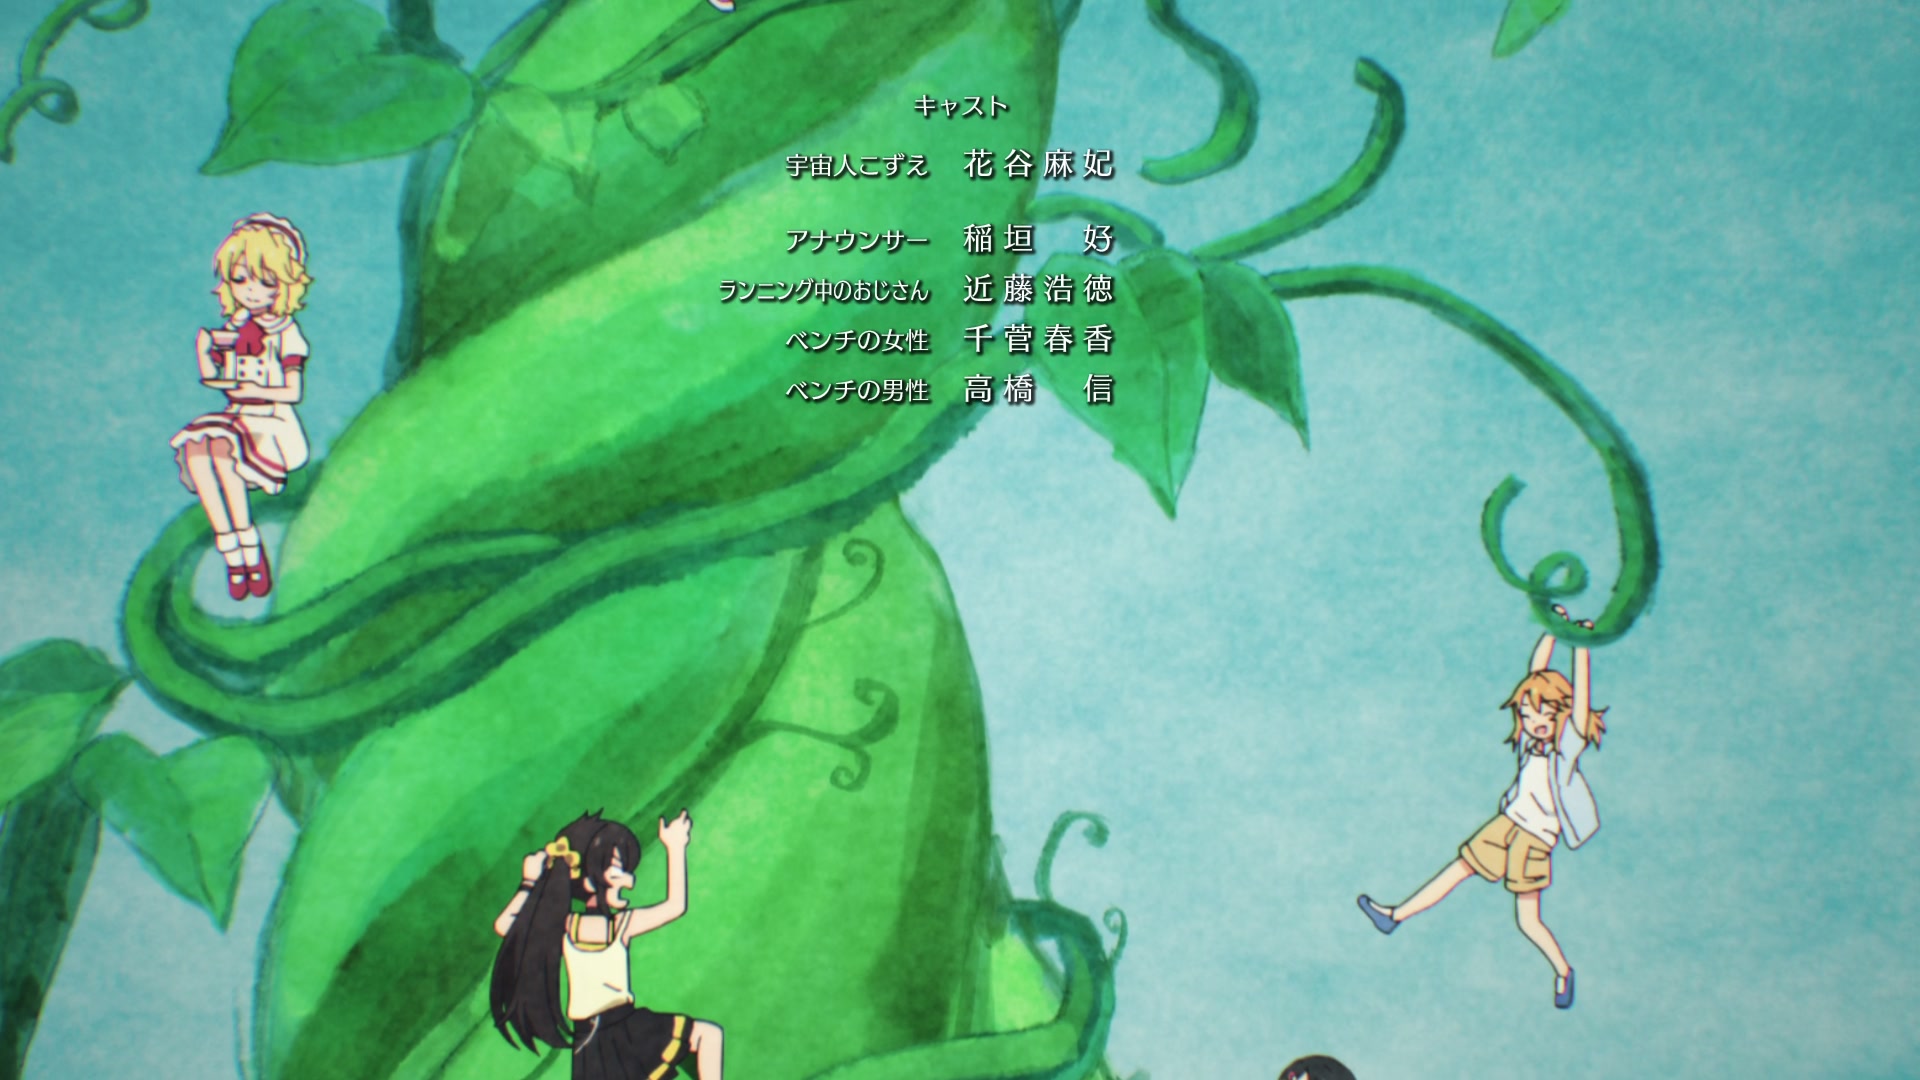 キャスト
宇宙人こずえ 花谷麻妃
アナウンサー 稲垣 好
ランニング中のおじさん 近藤浩徳
ベンチの女性 千菅春香
ベンチの男性 高橋 信